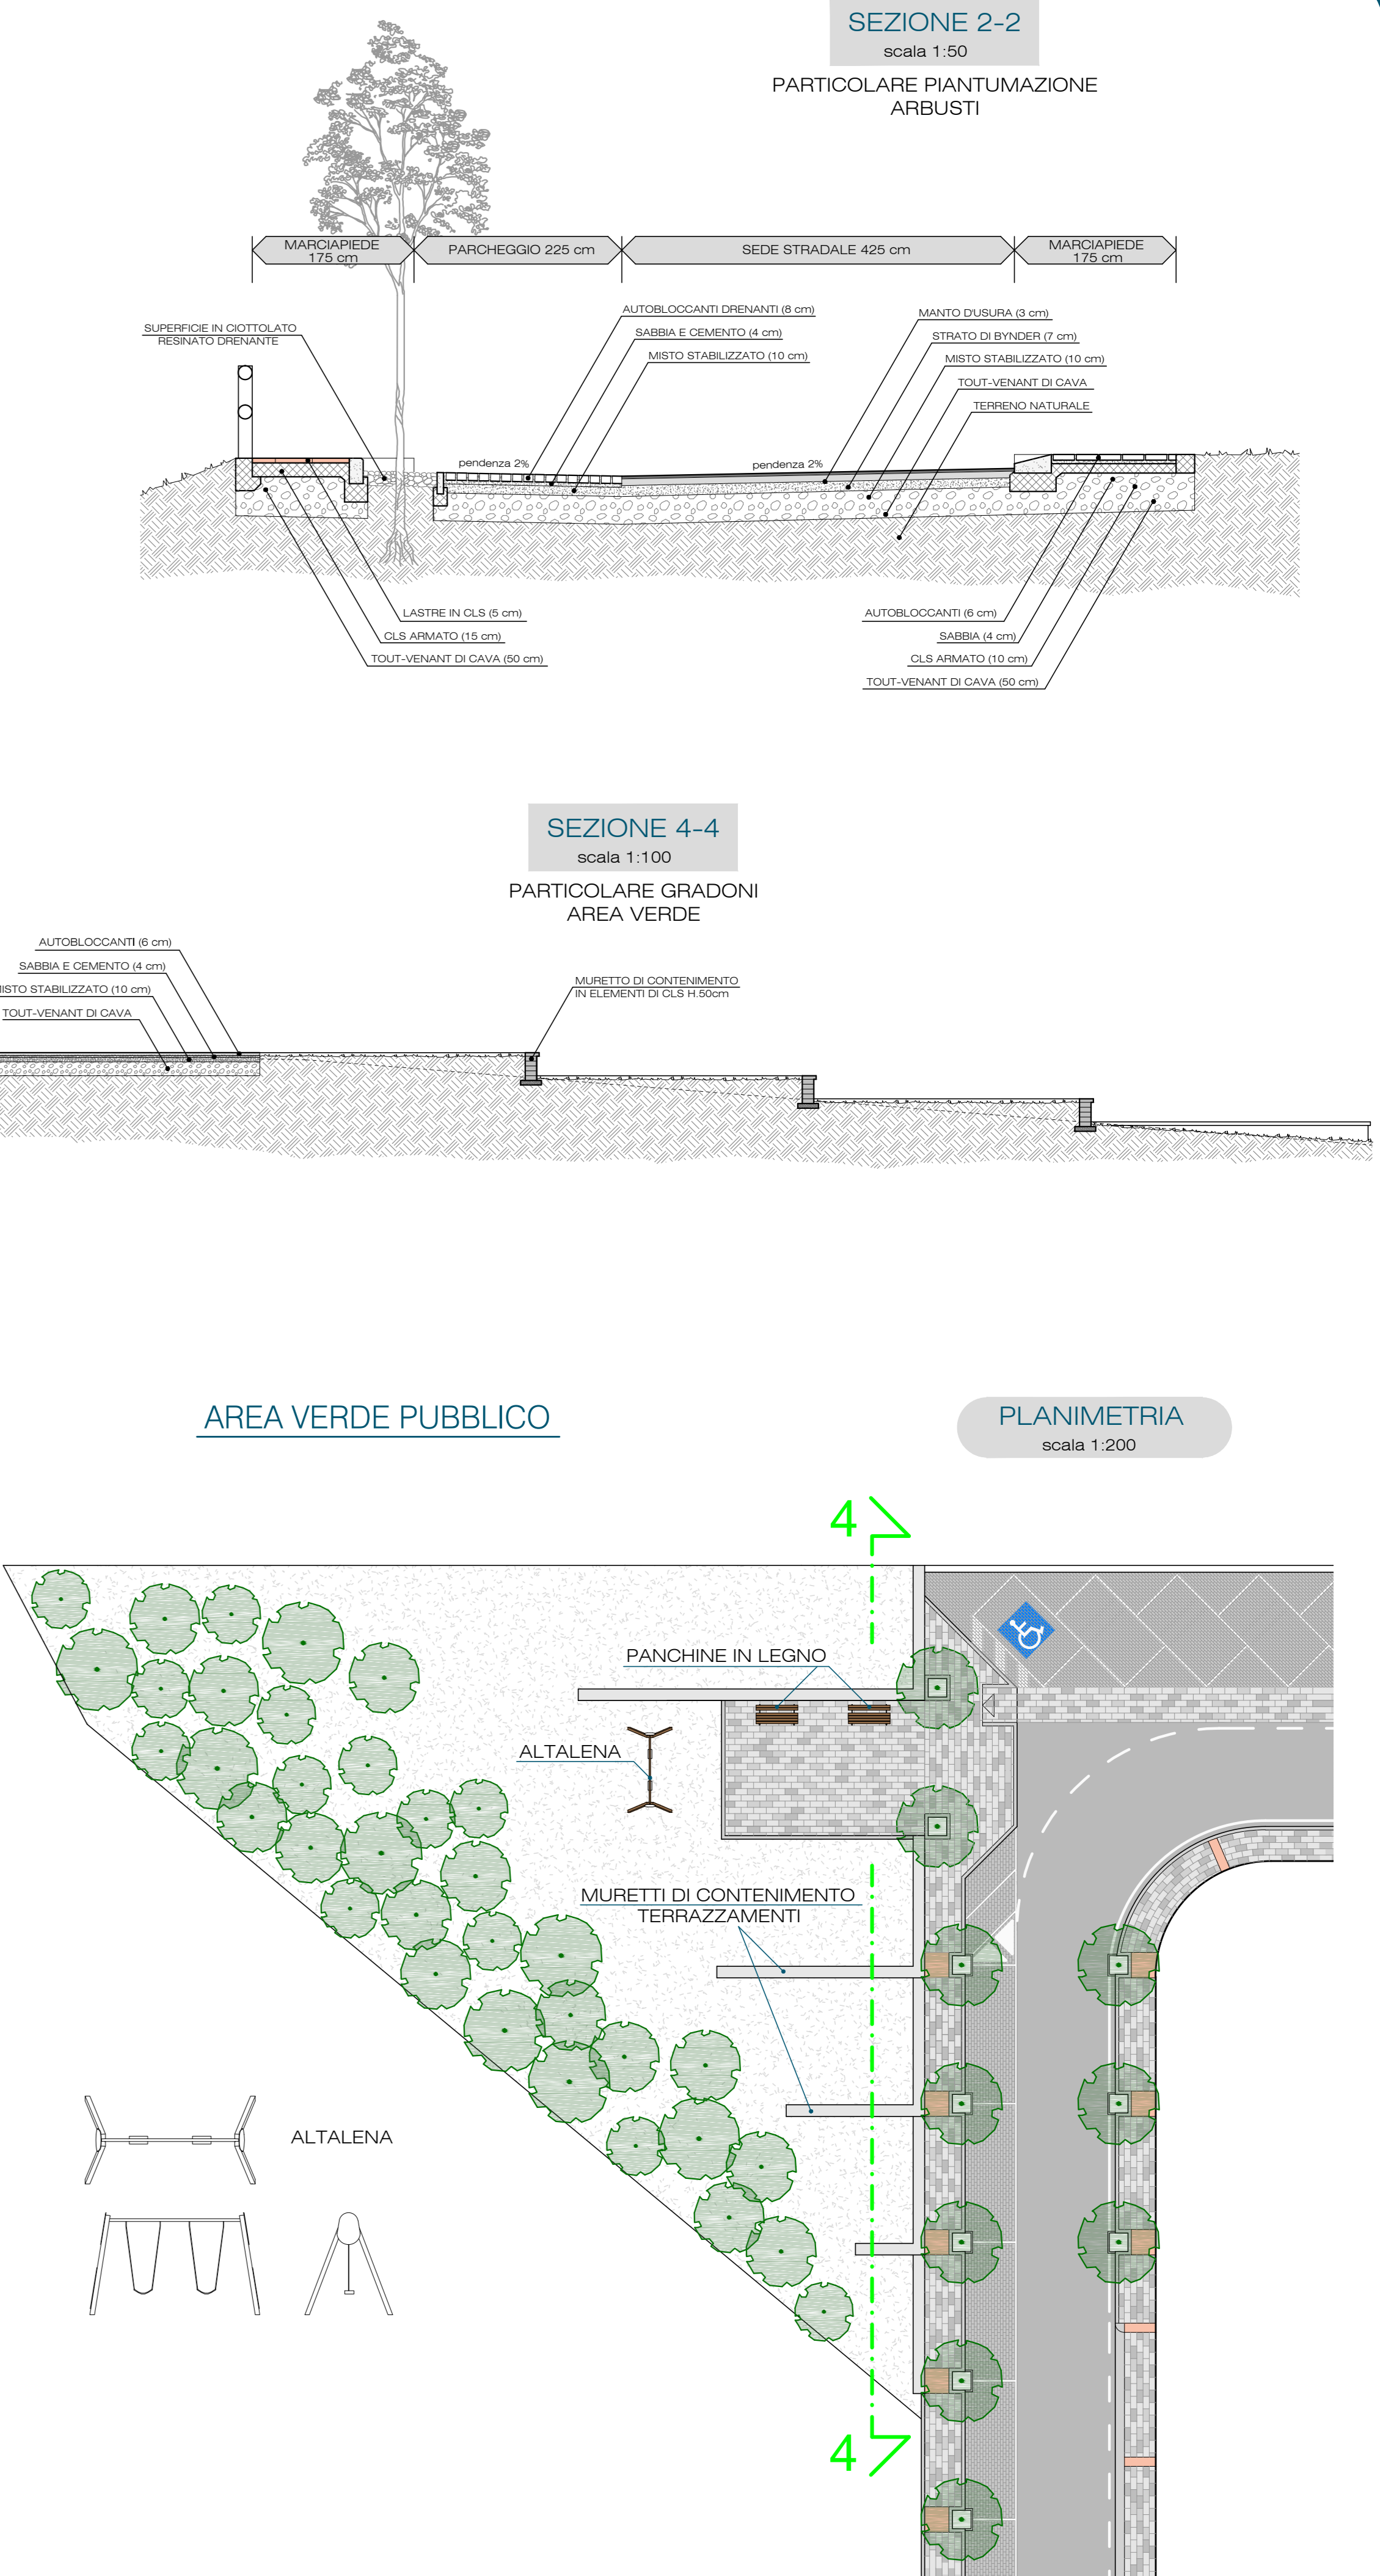 SEZIONE 2-2
scala 1:50
PARTICOLARE PIANTUMAZIONE
ARBUSTI
MARCIAPIEDE
175 cm
PARCHEGGIO 225 cm
SEDE STRADALE 425 cm
MARCIAPIEDE
175 cm
SUPERFICIE IN CIOTTOLATO
RESINATO DRENANTE
AUTOBLOCCANTI DRENANTI (8 cm)
SABBIA E CEMENTO (4 cm)
MISTO STABILIZZATO (10 cm)
MANTO D'USURA (3 cm)
STRATO DI BYNDER (7 cm)
MISTO STABILIZZATO (10 cm)
TOUT-VENANT DI CAVA
TERRENO NATURALE
pendenza 2%
pendenza 2%
LASTRE IN CLS (5 cm)
CLS ARMATO (15 cm)
TOUT-VENANT DI CAVA (50 cm)
AUTOBLOCCANTI (6 cm)
SABBIA (4 cm)
CLS ARMATO (10 cm)
TOUT-VENANT DI CAVA (50 cm)
SEZIONE 4-4
scala 1:100
PARTICOLARE GRADONI
AREA VERDE
AUTOBLOCCANTI (6 cm)
SABBIA E CEMENTO (4 cm)
ISTO STABILIZZATO (10 cm)
TOUT-VENANT DI CAVA
MURETTO DI CONTENIMENTO
IN ELEMENTI DI CLS H.50cm
AREA VERDE PUBBLICO
PLANIMETRIA
scala 1:200
4
PANCHINE IN LEGNO
ALTALENA
MURETTI DI CONTENIMENTO
TERRAZZAMENTI
ALTALENA
4